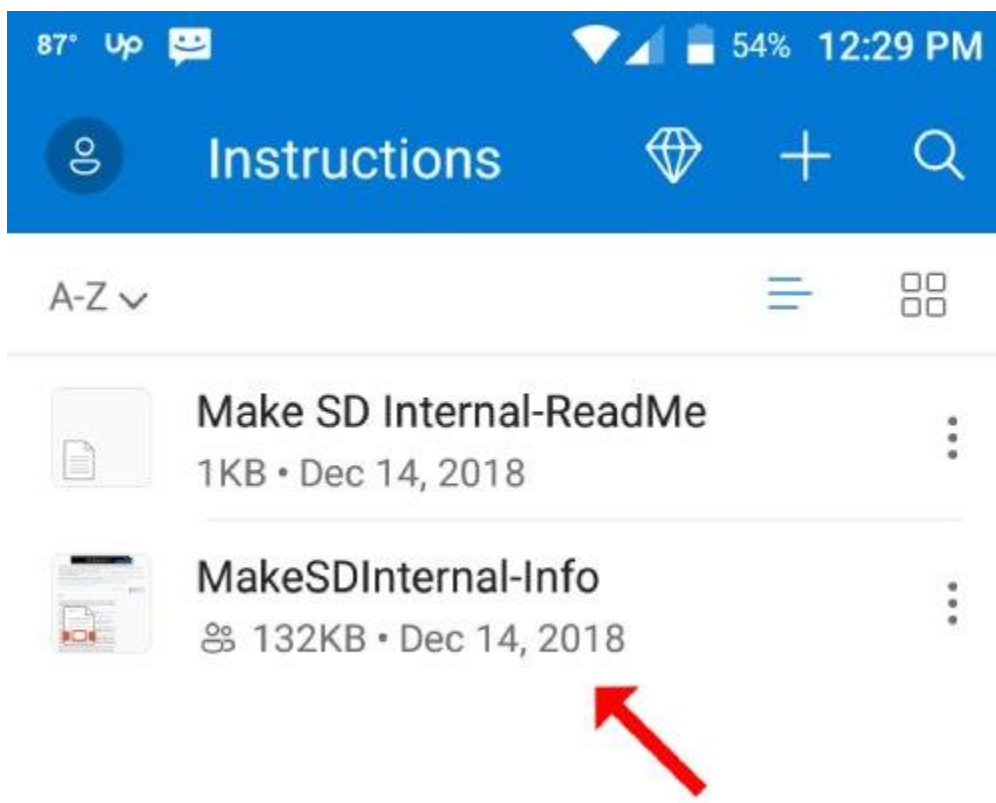 87° Up 54% 12:29 PM
Instructions
A-Z
Make SD Internal-ReadMe
1KB • Dec 14, 2018
MakeSDInternal-Info
132KB • Dec 14, 2018